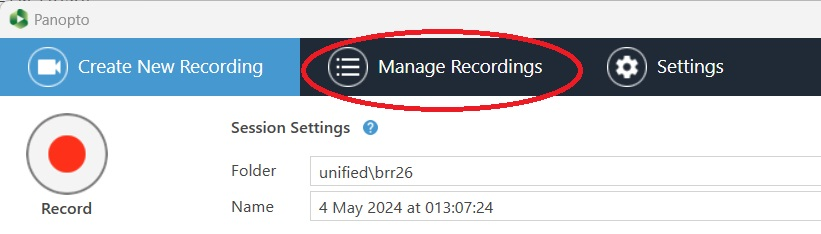 Panopto
Create New Recording Manage Recordings Settings
Session Settings ?
Folder unified\brr26
Name 4 May 2024 at 013:07:24
Record